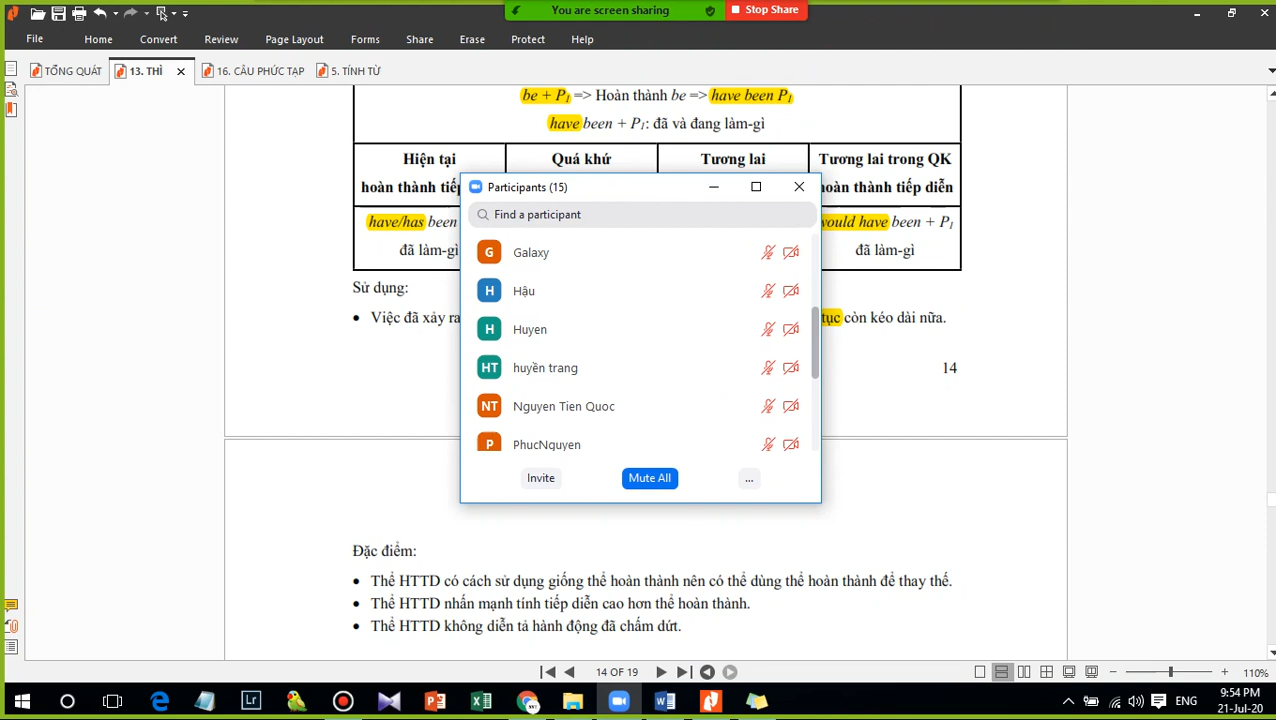 You are screen sharing Stop Share
File Home Convert Review Page Layout Forms Share Erase Protect Help
TỔNG QUÁT 13. THÌ 16. CÂU PHỨC TẠP 5. TÍNH TỪ
be + P1 => Hoàn thành be => have been P1
have been + P1: đã và đang làm-gì
Hiện tại Quá khứ Tương lai Tương lai trong QK
hoàn thành tiếp hoàn thành tiếp diễn
have/has been would have been + P1
đã làm-gì đã làm-gì
Sử dụng:
• Việc đã xảy ra tục còn kéo dài nữa.
14
Participants (15)
Find a participant
G Galaxy
H Hậu
H Huyen
HT huyền trang
NT Nguyen Tien Quoc
P PhucNguyen
Invite Mute All ...
Đặc điểm:
• Thể HTTD có cách sử dụng giống thể hoàn thành nên có thể dùng thể hoàn thành để thay thế.
• Thể HTTD nhấn mạnh tính tiếp diễn cao hơn thể hoàn thành.
• Thể HTTD không diễn tả hành động đã chấm dứt.
14 OF 19 110%
Lr ENG 9:54 PM
21-Jul-20